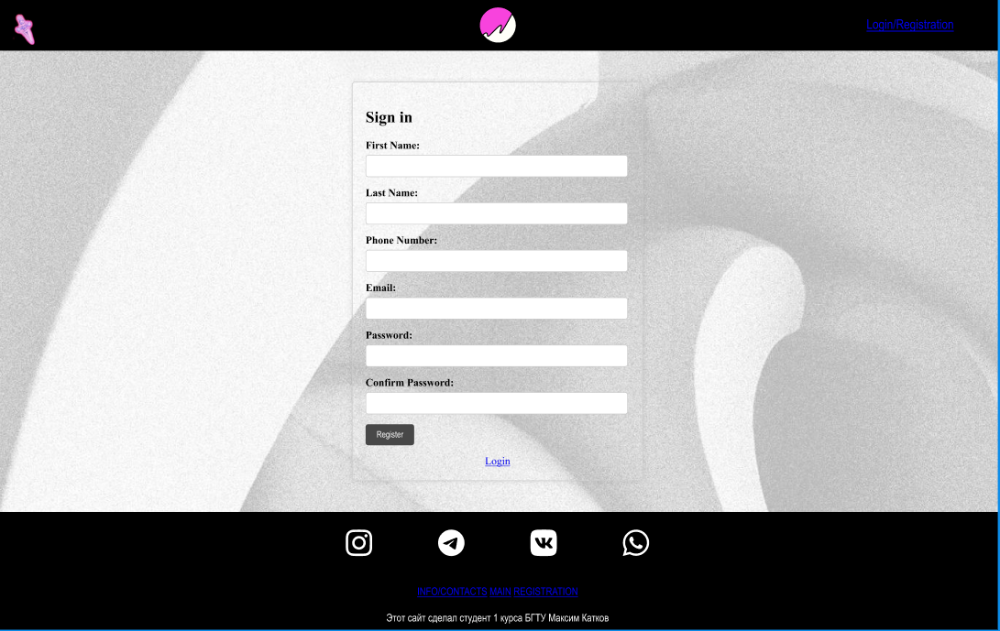 Login/Registration
Sign in
First Name:
Last Name:
Phone Number:
Email:
Password:
Confirm Password:
Register
Login
INFO/CONTACTS MAIN REGISTRATION
Этот сайт сделал студент 1 курса БГТУ Максим Катков